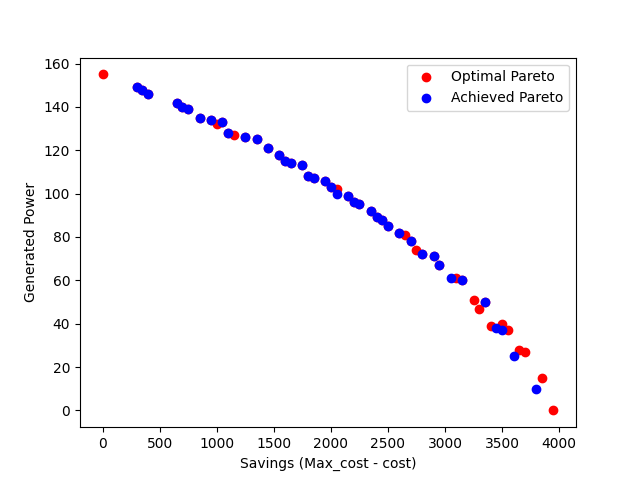 Optimal Pareto
Achieved Pareto
160
140
120
100
80
60
40
20
0
Generated Power
0 500 1000 1500 2000 2500 3000 3500 4000
Savings (Max_cost - cost)